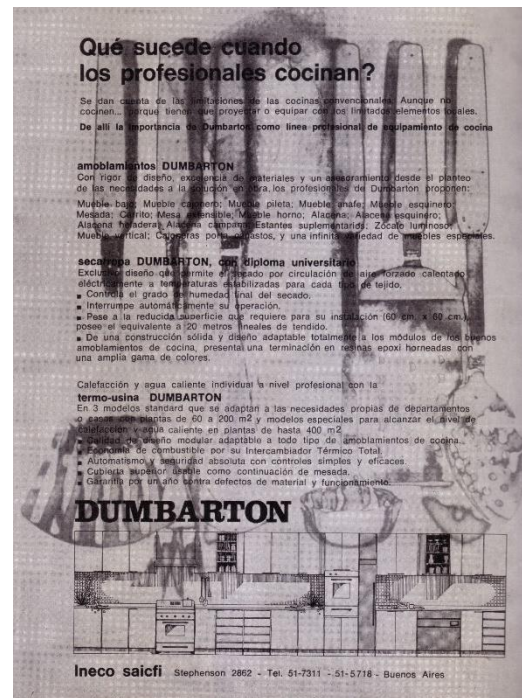 Qué sucede cuando
los profesionales cocinan?
Se dan cuenta de las limitaciones de las cocinas convencionales. Aunque no
cocinen... porque tienen que proyectar o equipar con los limitados elementos locales.
De allí la importancia de Dumbarton como línea profesional de equipamiento de cocina
amoblamientos DUMBARTON
Con rigor de diseño, excelencia de materiales y un asesoramiento desde el planteo
de las necesidades a la solución en obra, los profesionales de Dumbarton proponen:
Mueble bajo; Mueble cajonero; Mueble pileta; Mueble anafe; Mueble esquinero;
Mesada; Carrito; Mesa extensible; Mueble horno; Alacena; Alacena esquinero;
Alacena heladera; Alacena campana; Estantes suplementarios; Zócalo luminoso;
Mueble vertical; Cajoneras porta repastos, y una infinita variedad de muebles especiales.
secarropa DUMBARTON, con diploma universitario
Exclusivo diseño que permite el secado por circulación de aire forzado calentado
eléctricamente a temperaturas estabilizadas para cada tipo de tejido.
■ Controla el grado de humedad final del secado.
■ Interrumpe automáticamente su operación.
■ Pese a la reducida superficie que requiere para su instalación (60 cm. x 60 cm.),
posee el equivalente a 20 metros lineales de tendido.
■ De una construcción sólida y diseño adaptable totalmente a los módulos de los buenos
amoblamientos de cocina, presenta una terminación en resinas epoxi horneadas con
una amplia gama de colores.
Calefacción y agua caliente individual a nivel profesional con la
termo-usina DUMBARTON
En 3 modelos standard que se adaptan a las necesidades propias de departamentos
o casas con plantas de 60 a 200 m2 y modelos especiales para alcanzar el nivel de
calefacción y agua caliente en plantas de hasta 400 m2
■ Calidad de diseño modular adaptable a todo tipo de amoblamientos de cocina.
■ Economía de combustible por su Intercambiador Térmico Total.
■ Automatismo y seguridad absoluta con controles simples y eficaces.
■ Cubierta superior usable como continuación de mesada.
■ Garantía por un año contra defectos de material y funcionamiento.
DUMBARTON
Ineco saicfi Stephenson 2862 - Tel. 51-7311 - 51-5718 - Buenos Aires